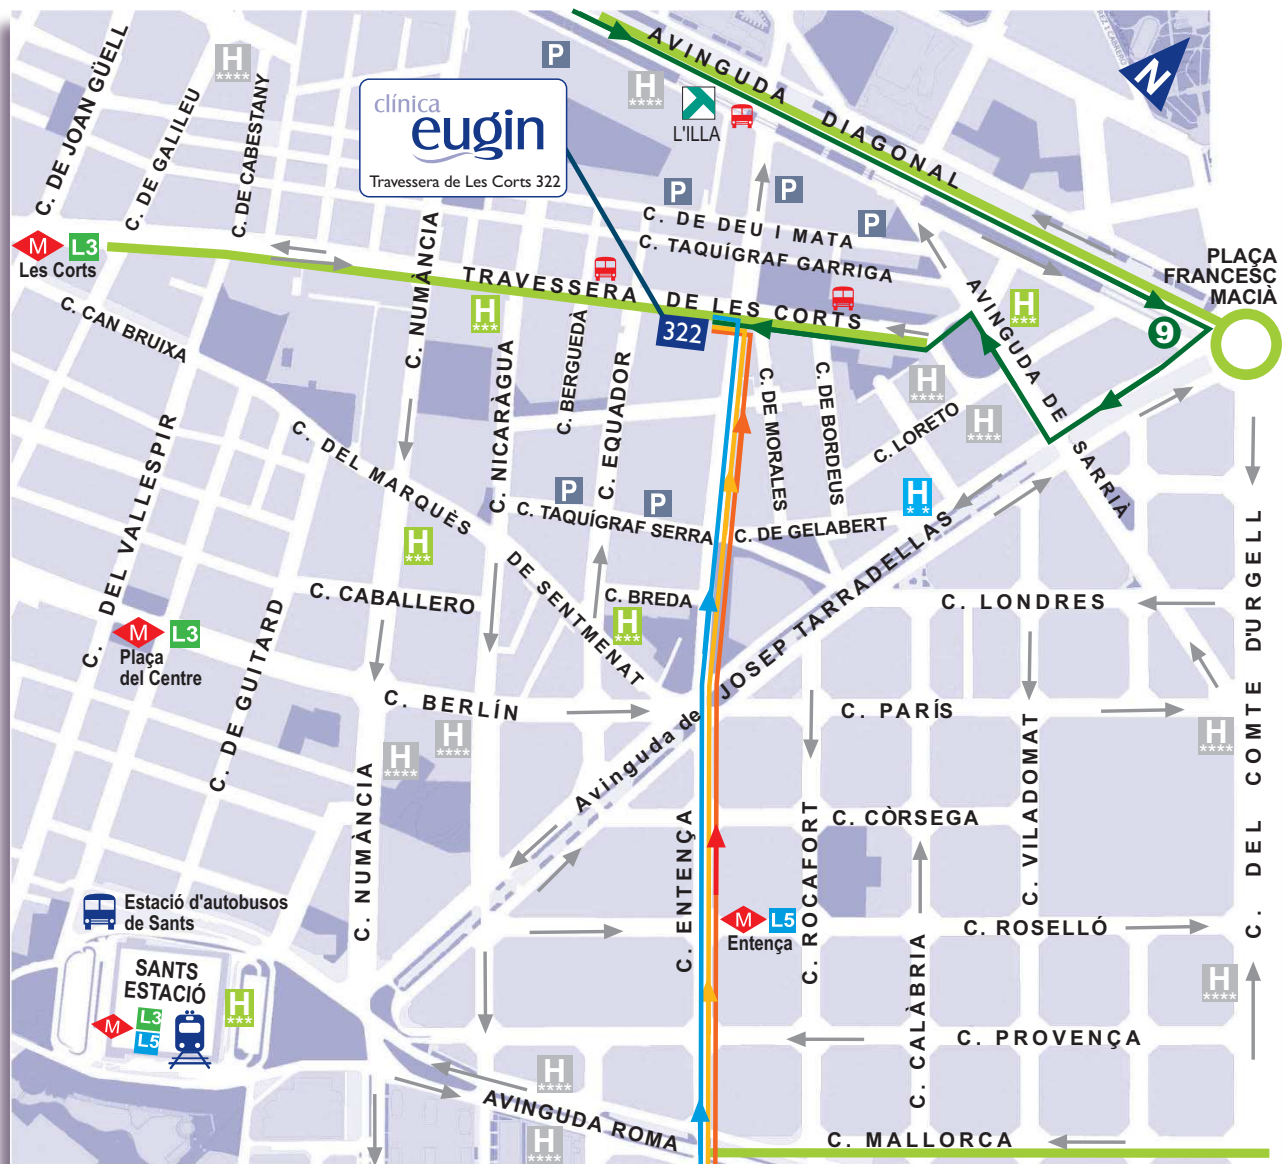 AVINGUDA DIAGONAL
N
C. DE JOAN GÜELL
H
****
P
H
****
L'ILLA
C. DE GALILEU
C. DE CABESTANY
clínica
eugin
Travessera de Les Corts 322
P
P
P
C. DE DEU I MATA
C. TAQUÍGRAF GARRIGA
C. NUMÀNCIA
M L3
Les Corts
TRAVESSERA DE LES CORTS
PLAÇA
FRANCESC
MACIÀ
H
***
H
***
322
9
C. CAN BRUIXA
C. NUMÀNCIA
C. NICARÀGUA
C. BERGUEDÀ
C. EQUADOR
C. DE MORALES
C. DE BORDEUS
C. LORETO
H
****
H
****
AVINGUDA DE SARRIÀ
C. DEL VALLESPIR
C. DEL MARQUÈS DE SENTMENAT
P
P
C. TAQUÍGRAF SERRA
C. DE GELABERT
H
**
H
***
C. CABALLERO
C. BREDA
H
***
C. LONDRES
C. DEL COMTE D'URGELL
M L3
Plaça
del Centre
C. DE GUITARD
Avinguda de JOSEP TARRADELLAS
C. BERLÍN
C. PARÍS
H
****
H
****
H
****
C. NUMÀNCIA
C. ENTENÇA
C. ROCAFORT
C. CÒRSEGA
C. VILADOMAT
Estació d'autobusos
de Sants
M L5
Entença
C. ROSELLÓ
SANTS
ESTACIÓ
M L3
L5
H
***
C. CALÀBRIA
H
****
C. PROVENÇA
H
****
AVINGUDA ROMA
H
****
C. MALLORCA